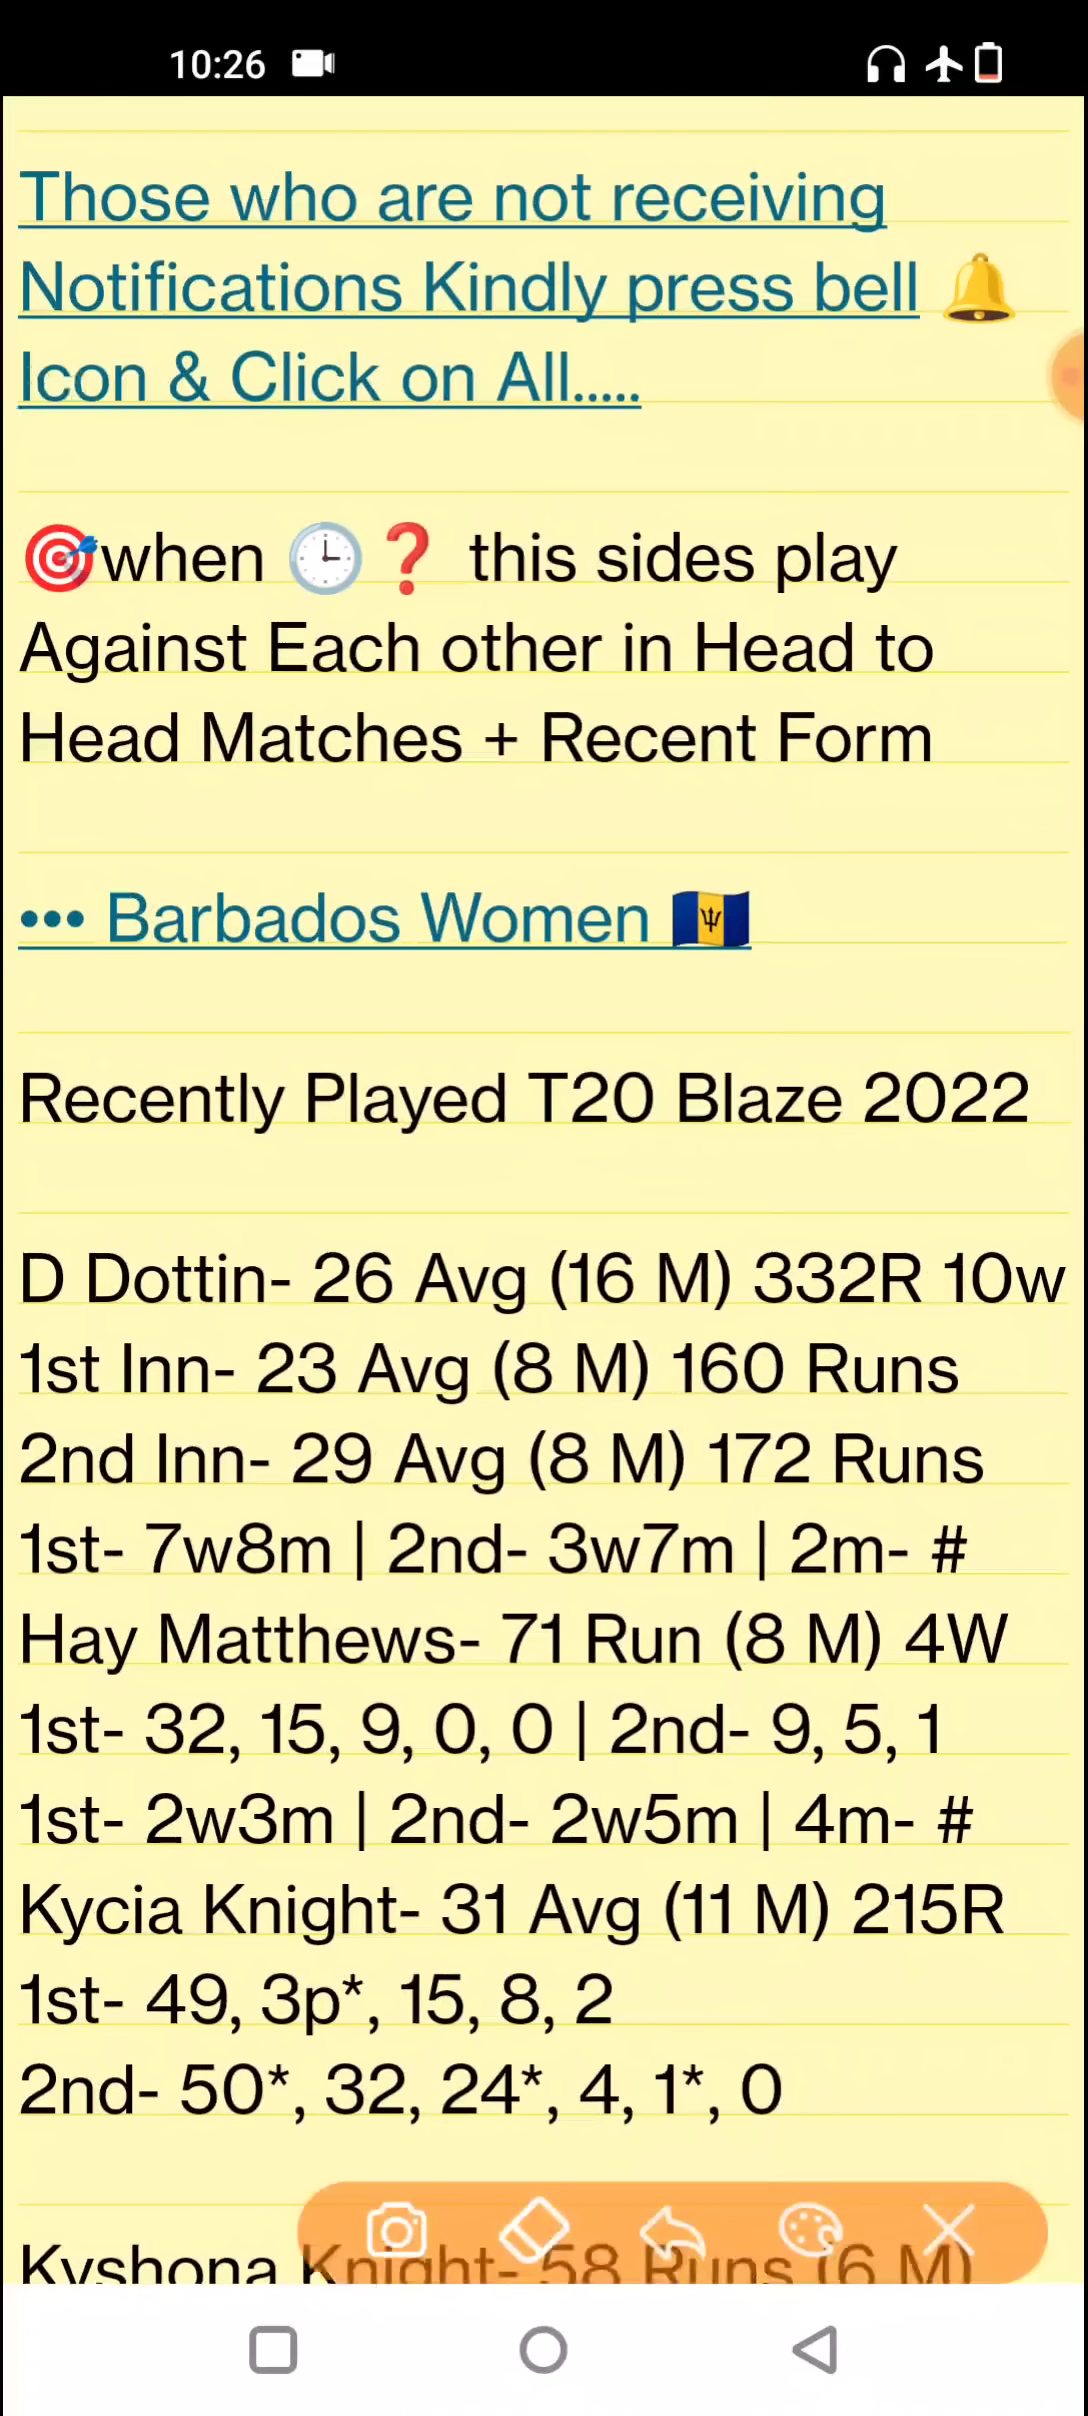 10:26
Those who are not receiving
Notifications Kindly press bell 🔔
Icon & Click on All.....
🎯when 🕒❓ this sides play
Against Each other in Head to
Head Matches + Recent Form
••• Barbados Women 🇧🇧
Recently Played T20 Blaze 2022
D Dottin- 26 Avg (16 M) 332R 10w
1st Inn- 23 Avg (8 M) 160 Runs
2nd Inn- 29 Avg (8 M) 172 Runs
1st- 7w8m | 2nd- 3w7m | 2m- #
Hay Matthews- 71 Run (8 M) 4W
1st- 32, 15, 9, 0, 0 | 2nd- 9, 5, 1
1st- 2w3m | 2nd- 2w5m | 4m- #
Kycia Knight- 31 Avg (11 M) 215R
1st- 49, 3p*, 15, 8, 2
2nd- 50*, 32, 24*, 4, 1*, 0
Kyshona Knight- 58 Runs (6 M)